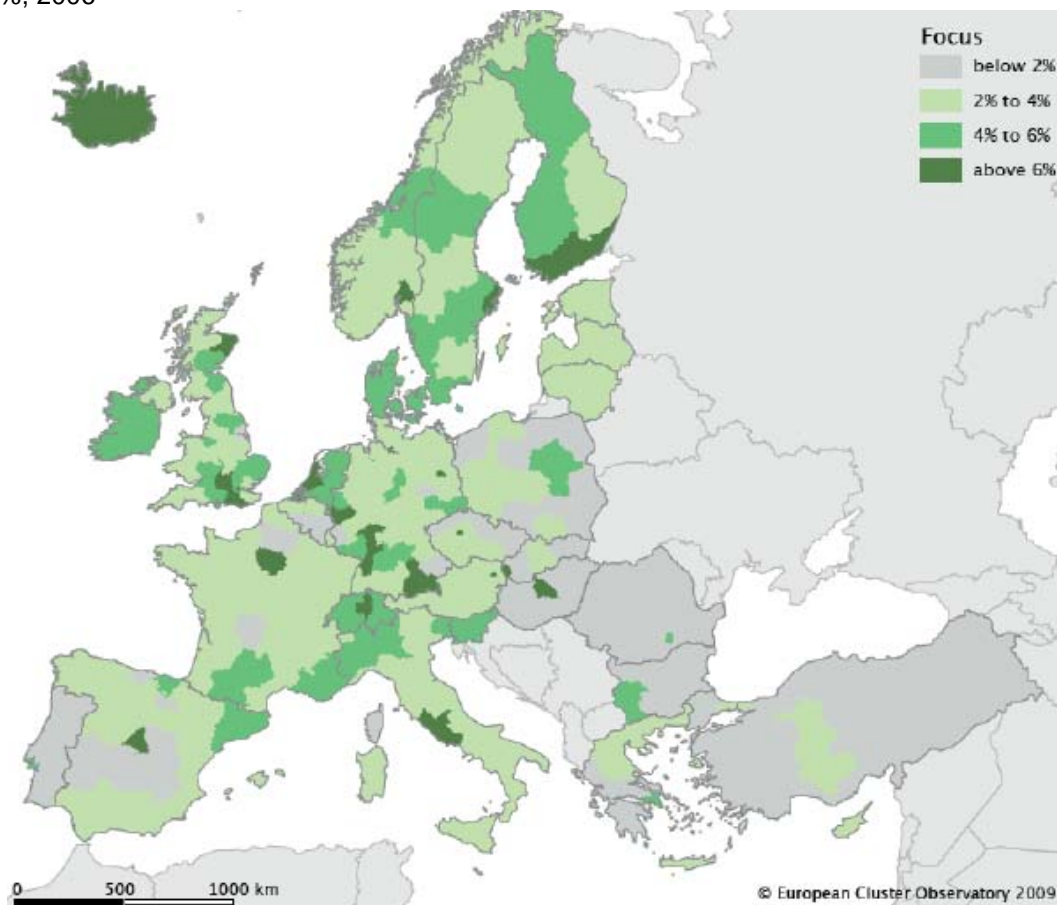 %, 2006
Focus
below 2%
2% to 4%
4% to 6%
above 6%
0 500 1000 km
© European Cluster Observatory 2009